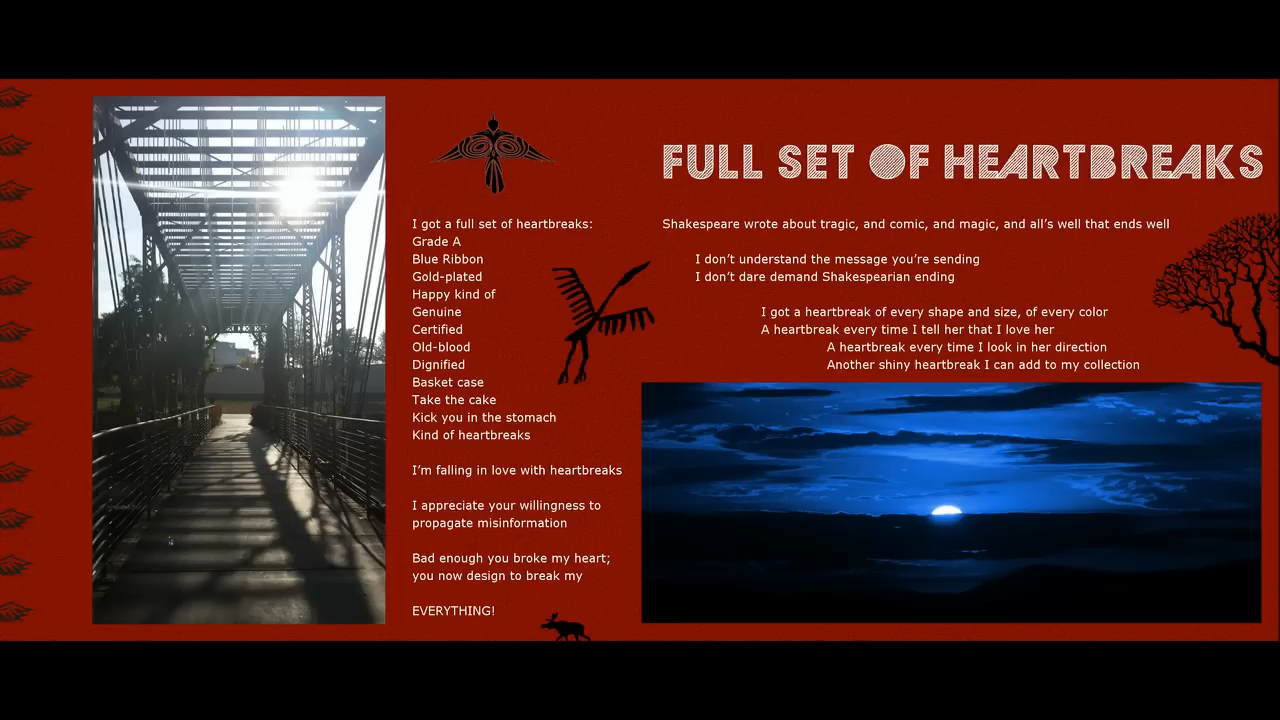 FULL SET OF HEARTBREAKS
I got a full set of heartbreaks:
Grade A
Blue Ribbon
Gold-plated
Happy kind of
Genuine
Certified
Old-blood
Dignified
Basket case
Take the cake
Kick you in the stomach
Kind of heartbreaks
I'm falling in love with heartbreaks
I appreciate your willingness to
propagate misinformation
Bad enough you broke my heart;
you now design to break my
EVERYTHING!
Shakespeare wrote about tragic, and comic, and magic, and all's well that ends well
I don't understand the message you're sending
I don't dare demand Shakespearian ending
I got a heartbreak of every shape and size, of every color
A heartbreak every time I tell her that I love her
A heartbreak every time I look in her direction
Another shiny heartbreak I can add to my collection